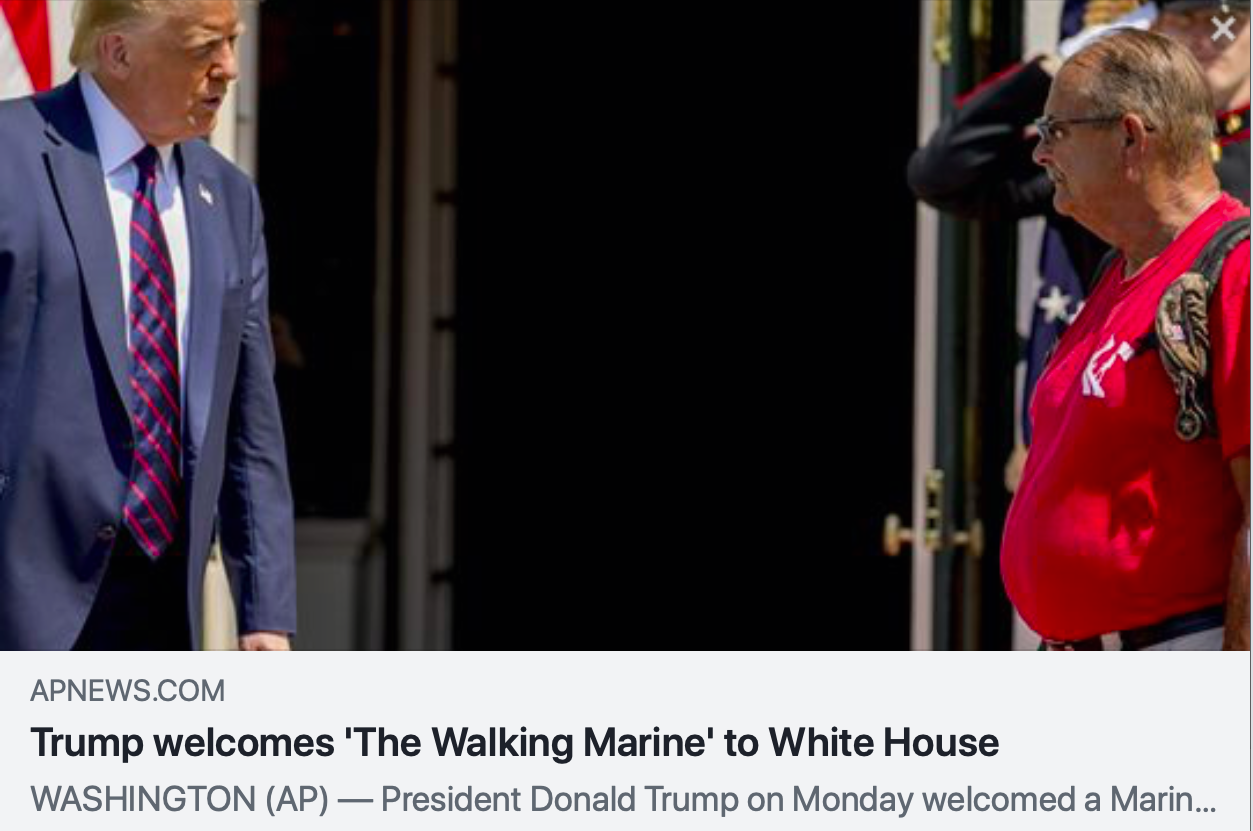 APNEWS.COM
Trump welcomes 'The Walking Marine' to White House
WASHINGTON (AP) — President Donald Trump on Monday welcomed a Marin...